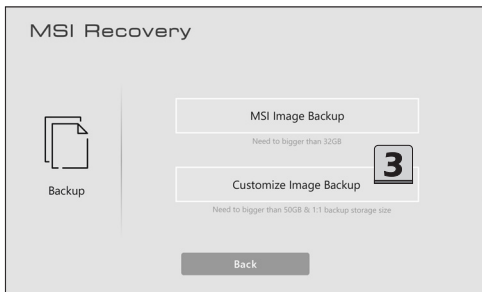 MSI Recovery
MSI Image Backup
Need to bigger than 32GB
3
Backup
Customize Image Backup
Need to bigger than 50GB & 1:1 backup storage size
Back